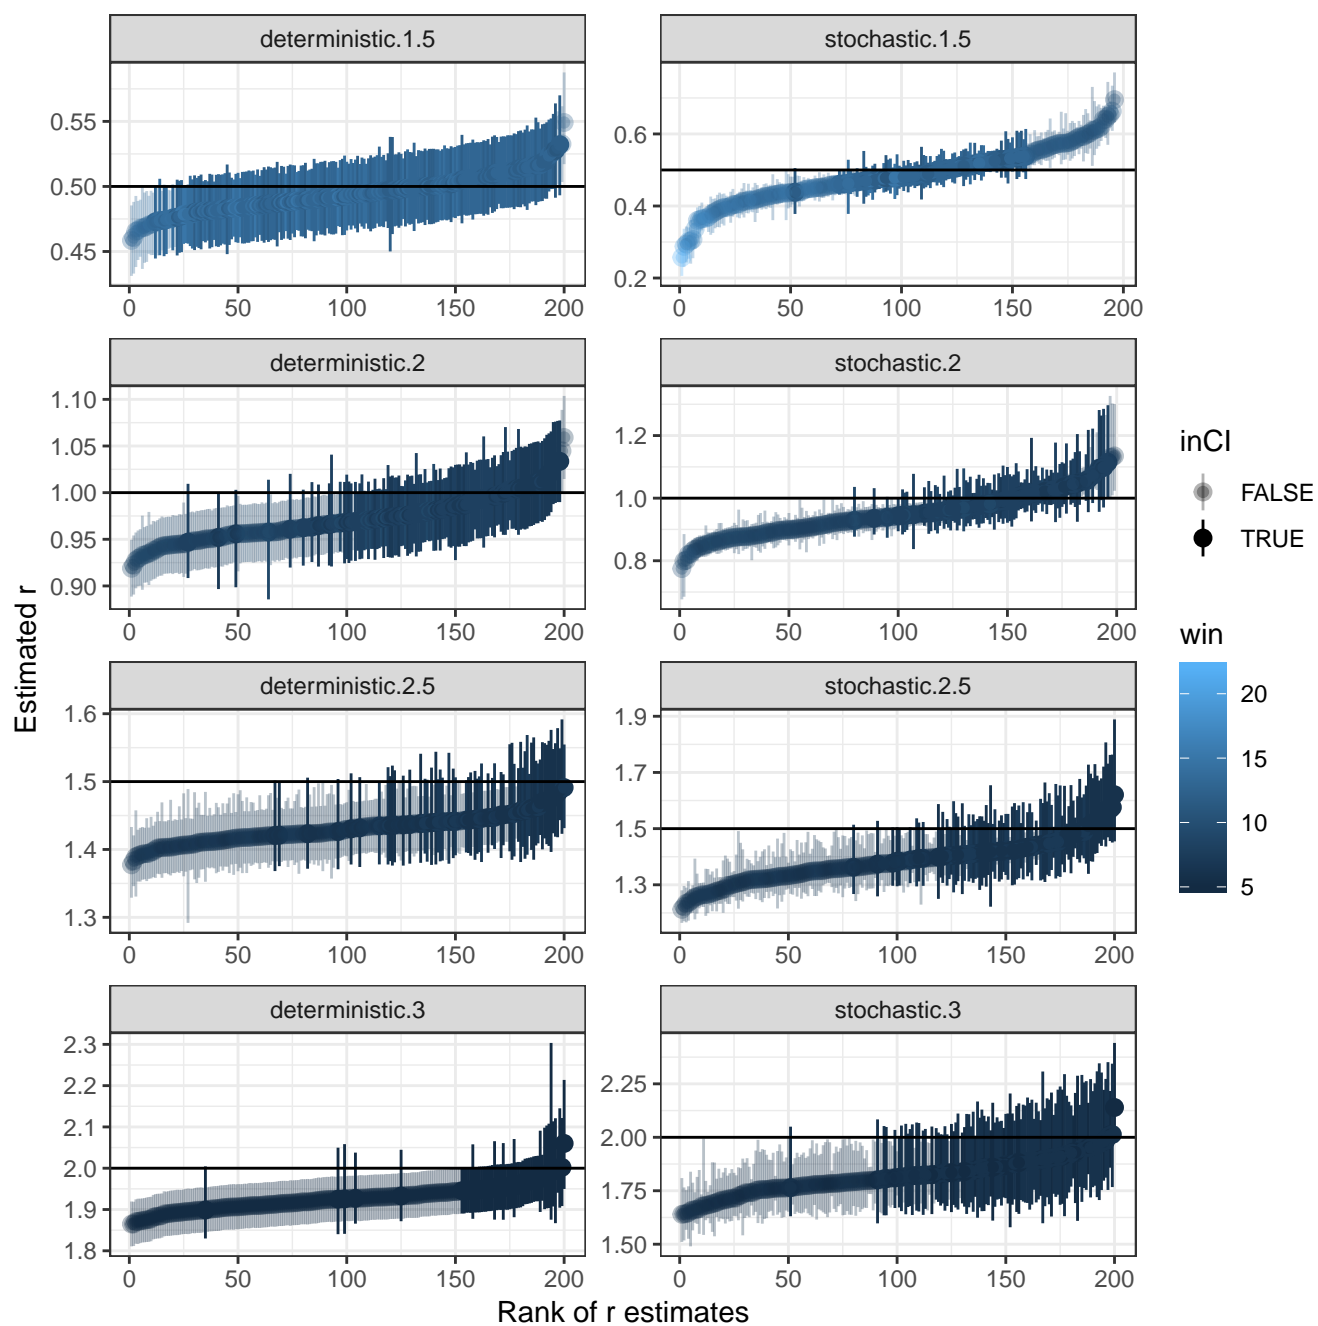 deterministic.1.5
stochastic.1.5
0.55
0.50
0.45
0 50 100 150 200
0.6
0.4
0.2
0 50 100 150 200
deterministic.2
stochastic.2
1.10
1.05
1.00
0.95
0.90
0 50 100 150 200
1.2
1.0
0.8
0 50 100 150 200
deterministic.2.5
stochastic.2.5
1.6
1.5
1.4
1.3
0 50 100 150 200
1.9
1.7
1.5
1.3
0 50 100 150 200
deterministic.3
stochastic.3
2.3
2.2
2.1
2.0
1.9
1.8
0 50 100 150 200
2.25
2.00
1.75
1.50
0 50 100 150 200
Estimated r
Rank of r estimates
inCI
FALSE
TRUE
win
20
15
10
5